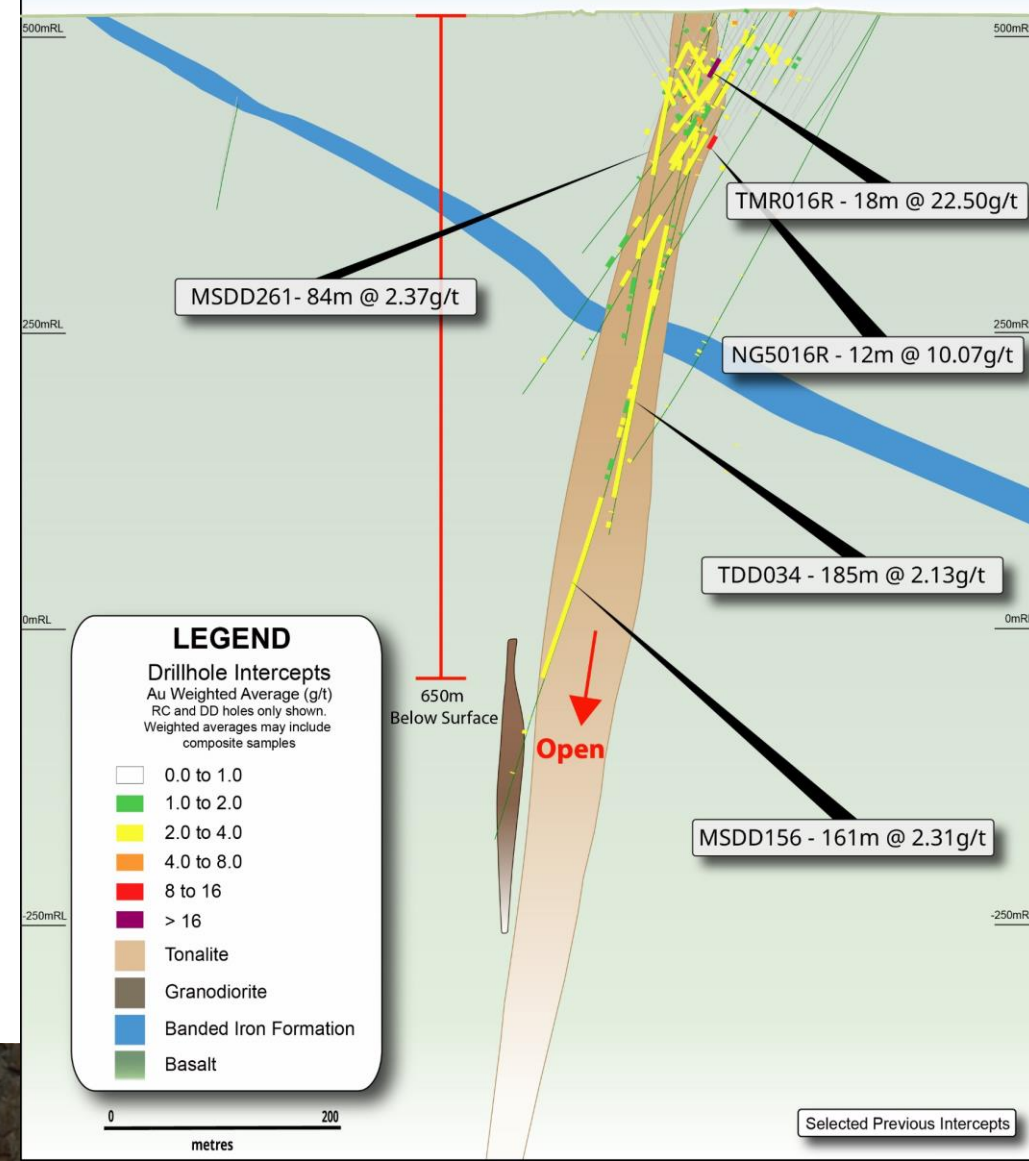 500mRL
500mR
TMR016R - 18m @ 22.50g/t
MSDD261- 84m @ 2.37g/t
250mRL
250mR
NG5016R - 12m @ 10.07g/t
TDD034 - 185m @ 2.13g/t
0mRL
0mRL
LEGEND
Drillhole Intercepts
Au Weighted Average (g/t)
RC and DD holes only shown.
Weighted averages may include
composite samples
0.0 to 1.0
1.0 to 2.0
2.0 to 4.0
4.0 to 8.0
8 to 16
> 16
Tonalite
Granodiorite
Banded Iron Formation
Basalt
650m
Below Surface
Open
MSDD156 - 161m @ 2.31g/t
-250mRL
-250mRL
0 200
metres
Selected Previous Intercepts